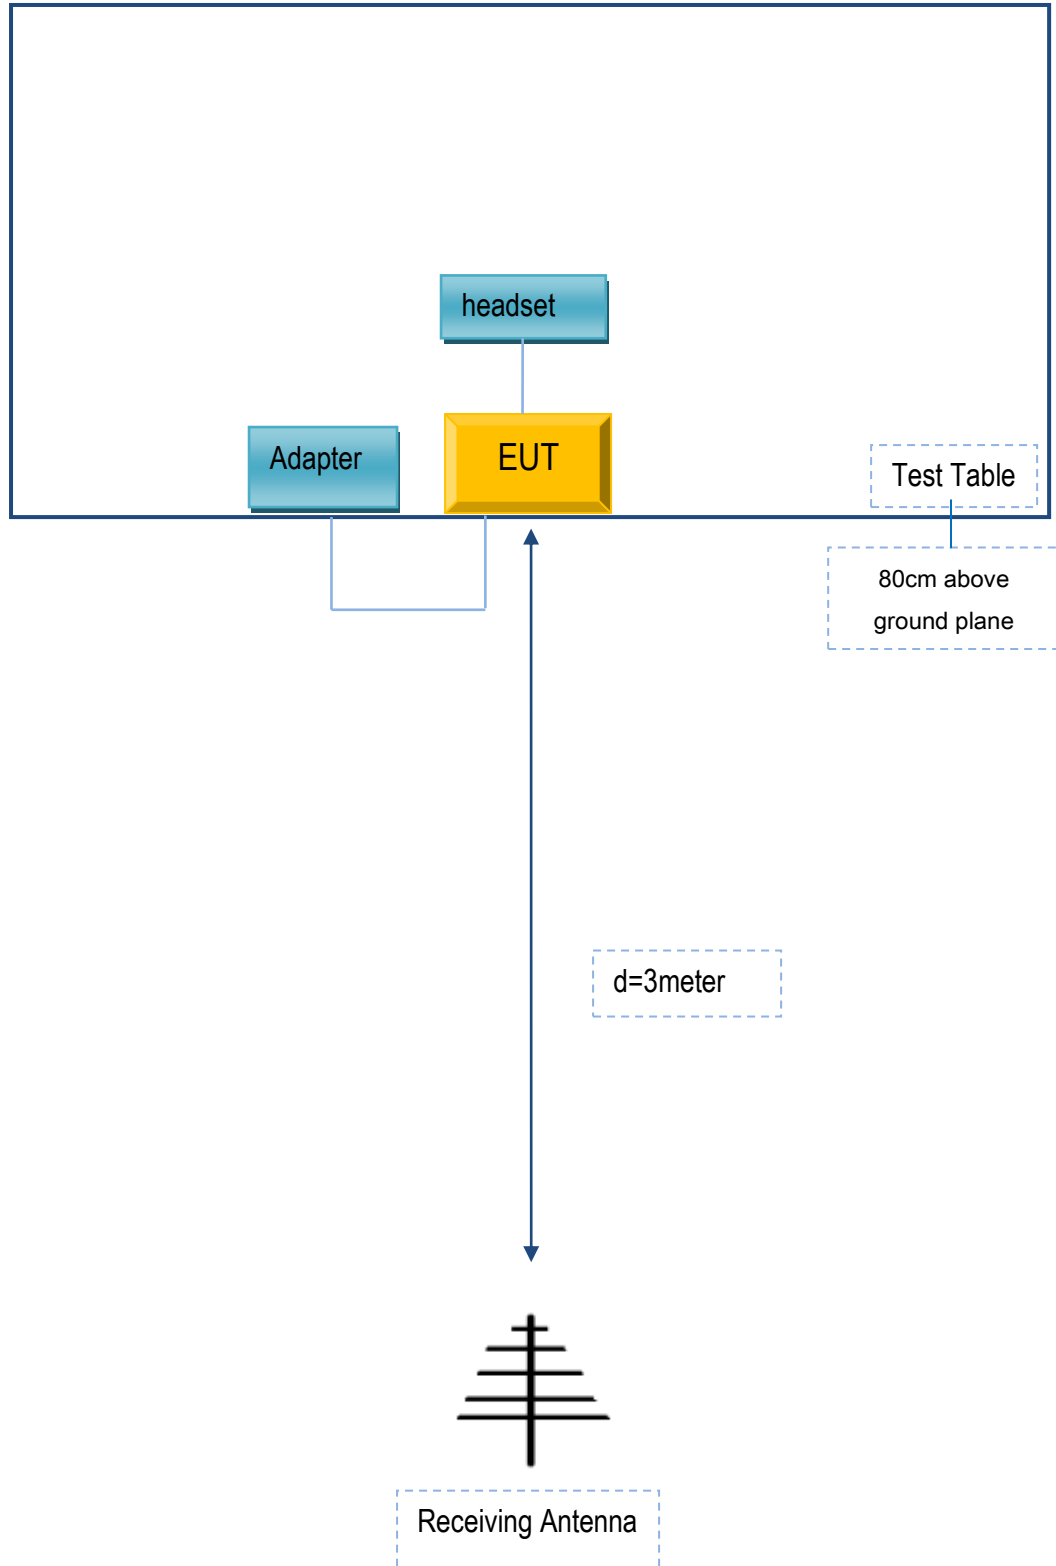 headset
Adapter
EUT
Test Table
80cm above
ground plane
d=3meter
Receiving Antenna